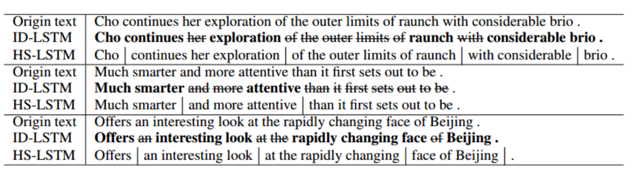 Origin text Cho continues her exploration of the outer limits of raunch with considerable brio .
ID-LSTM Cho continues her exploration of the outer limits of raunch with considerable brio .
HS-LSTM Cho | continues her exploration | of the outer limits of raunch | with considerable | brio .
Origin text Much smarter and more attentive than it first sets out to be .
ID-LSTM Much smarter and more attentive than it first sets out to be .
HS-LSTM Much smarter | and more attentive | than it first sets out to be .
Origin text Offers an interesting look at the rapidly changing face of Beijing .
ID-LSTM Offers an interesting look at the rapidly changing face of Beijing .
HS-LSTM Offers | an interesting look | at the rapidly changing | face of Beijing | .